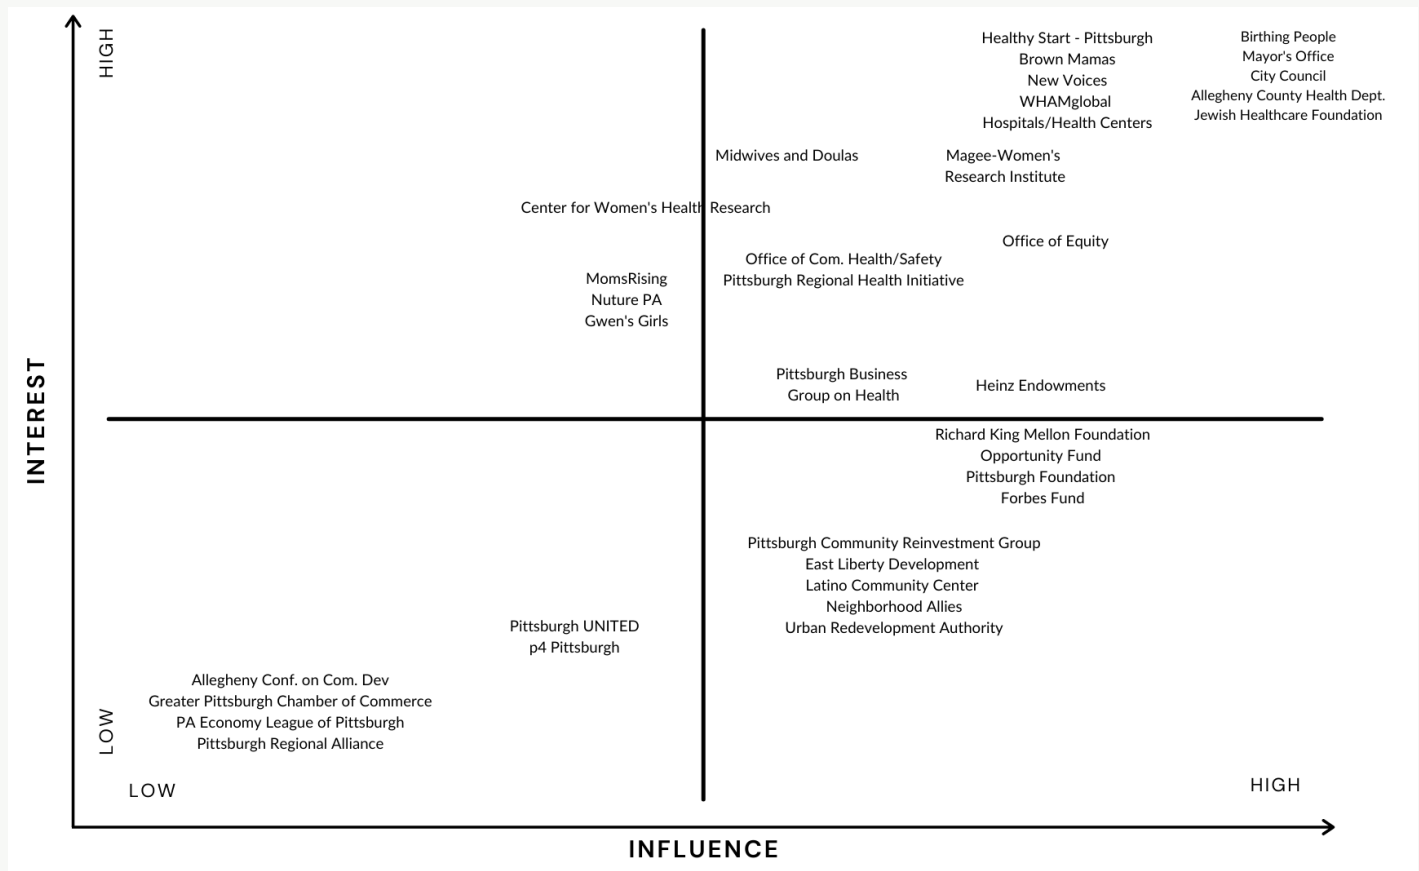 HIGH
Healthy Start - Pittsburgh
Brown Mamas
New Voices
WHAMglobal
Hospitals/Health Centers
Birthing People
Mayor's Office
City Council
Allegheny County Health Dept.
Jewish Healthcare Foundation
Midwives and Doulas
Magee-Women's
Research Institute
Center for Women's Health Research
Office of Equity
Office of Com. Health/Safety
Pittsburgh Regional Health Initiative
MomsRising
Nuture PA
Gwen's Girls
Pittsburgh Business
Group on Health
Heinz Endowments
INTEREST
Richard King Mellon Foundation
Opportunity Fund
Pittsburgh Foundation
Forbes Fund
Pittsburgh Community Reinvestment Group
East Liberty Development
Latino Community Center
Neighborhood Allies
Urban Redevelopment Authority
Pittsburgh UNITED
p4 Pittsburgh
Allegheny Conf. on Com. Dev
Greater Pittsburgh Chamber of Commerce
PA Economy League of Pittsburgh
Pittsburgh Regional Alliance
LOW
LOW
HIGH
INFLUENCE